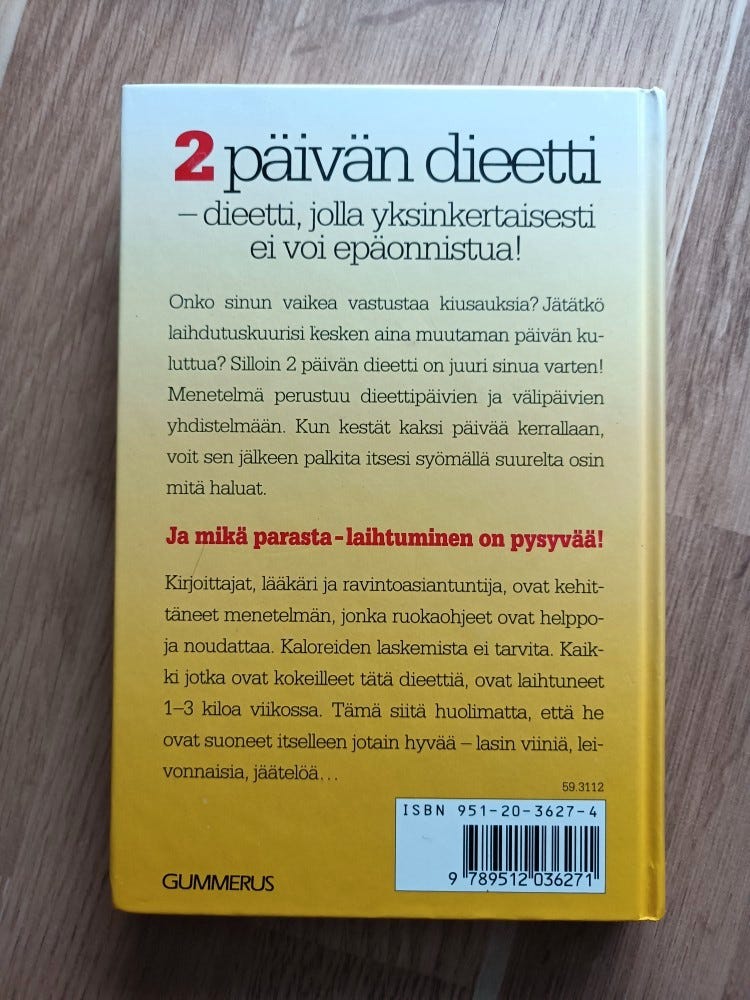 2 päivän dieetti
– dieetti, jolla yksinkertaisesti
ei voi epäonnistua!
Onko sinun vaikea vastustaa kiusauksia? Jätätkö
laihdutuskuurisi kesken aina muutaman päivän ku-
luttua? Silloin 2 päivän dieetti on juuri sinua varten!
Menetelmä perustuu dieettipäivien ja välipäivien
yhdistelmään. Kun kestät kaksi päivää kerrallaan,
voit sen jälkeen palkita itsesi syömällä suurelta osin
mitä haluat.
Ja mikä parasta – laihtuminen on pysyvää!
Kirjoittajat, lääkäri ja ravintoasiantuntija, ovat kehit-
täneet menetelmän, jonka ruokaohjeet ovat helppo-
ja noudattaa. Kaloreiden laskemista ei tarvita. Kaik-
ki jotka ovat kokeilleet tätä dieettiä, ovat laihtuneet
1–3 kiloa viikossa. Tämä siitä huolimatta, että he
ovat suoneet itselleen jotain hyvää – lasin viiniä, lei-
vonnaisia, jäätelöä...
59.3112
ISBN 951-20-3627-4
9 789512 036271
GUMMERUS